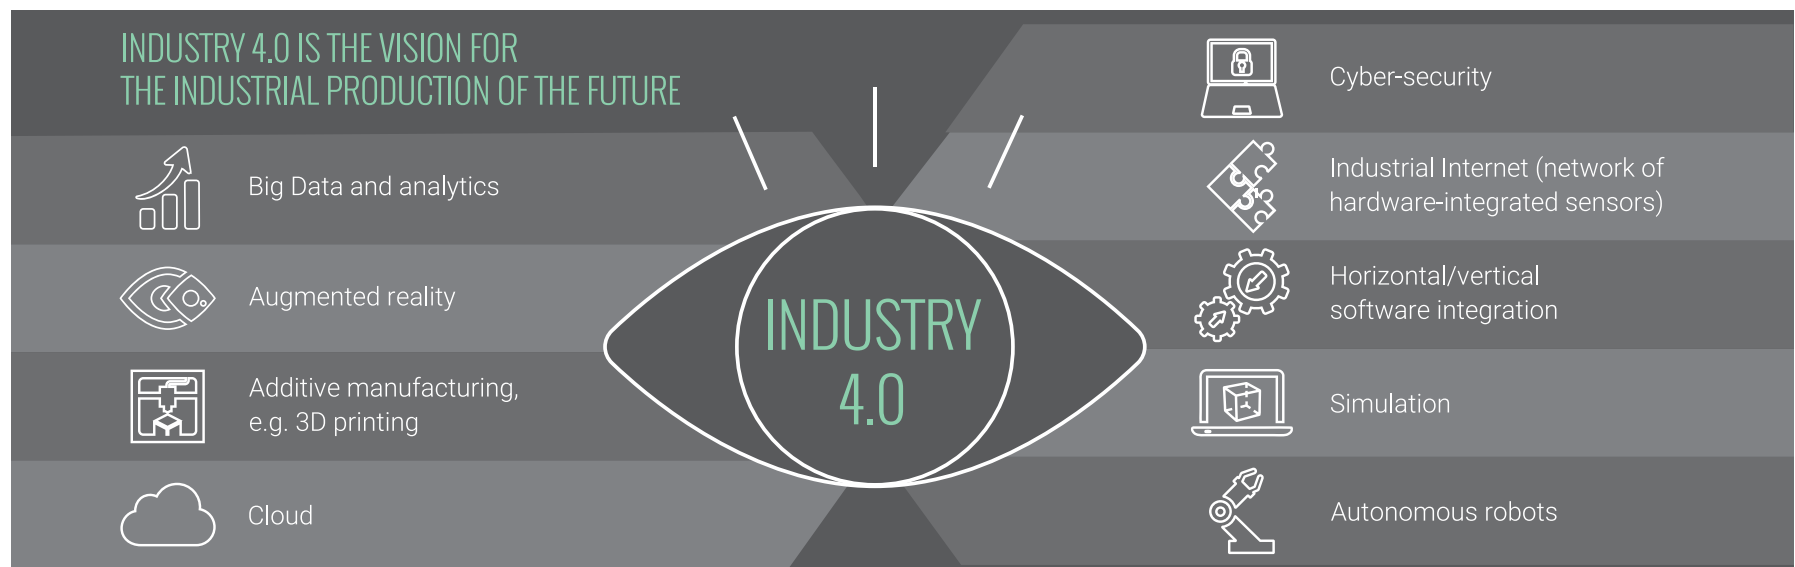 INDUSTRY 4.0 IS THE VISION FOR
THE INDUSTRIAL PRODUCTION OF THE FUTURE
Big Data and analytics
Augmented reality
Additive manufacturing,
e.g. 3D printing
Cloud
INDUSTRY
4.0
Cyber-security
Industrial Internet (network of
hardware-integrated sensors)
Horizontal/vertical
software integration
Simulation
Autonomous robots